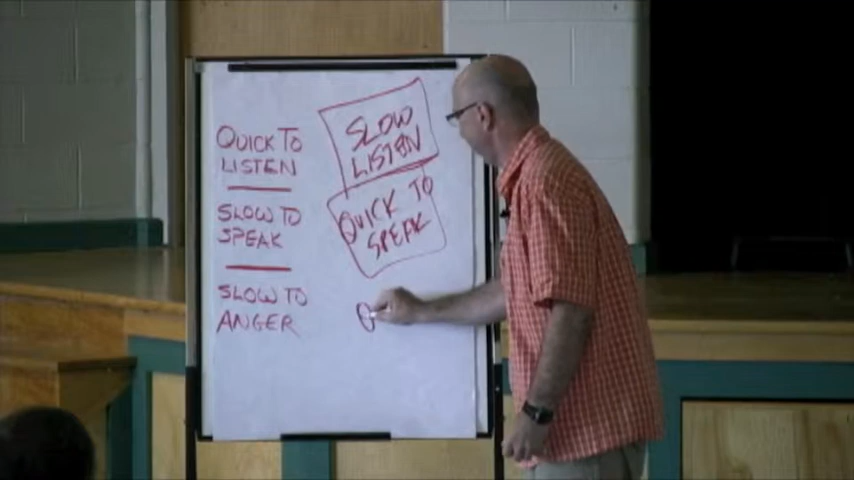 QUICK TO
LISTEN
SLOW TO
SPEAK
SLOW TO
ANGER
SLOW
LISTEN
QUICK TO
SPEAK